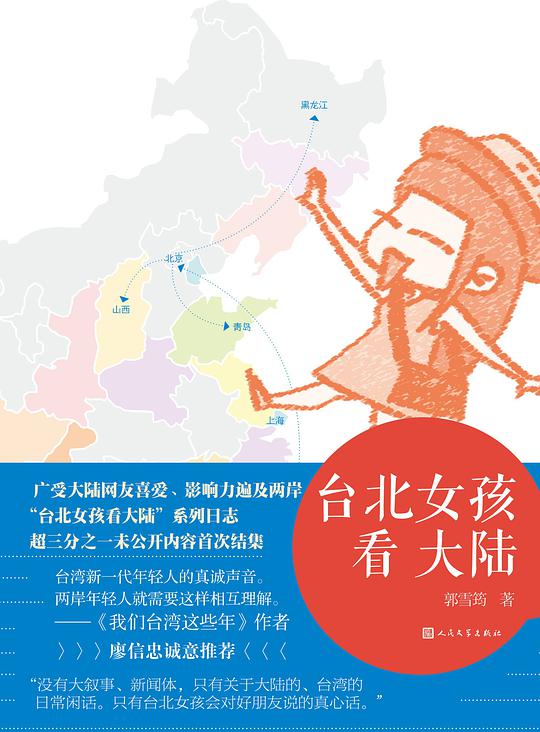 黑龙江
北京
山西
青岛
上海
台北女孩
看 大陆
郭雪筠 著
人民文学出版社
广受大陆网友喜爱、影响力遍及两岸
“台北女孩看大陆”系列日志
超三分之一未公开内容首次结集
台湾新一代年轻人的真诚声音。
两岸年轻人就需要这样相互理解。
——《我们台湾这些年》作者
〉〉〉廖信忠诚意推荐〈〈〈
“没有大叙事、新闻体，只有关于大陆的、台湾的
日常闲话。只有台北女孩会对好朋友说的真心话。”